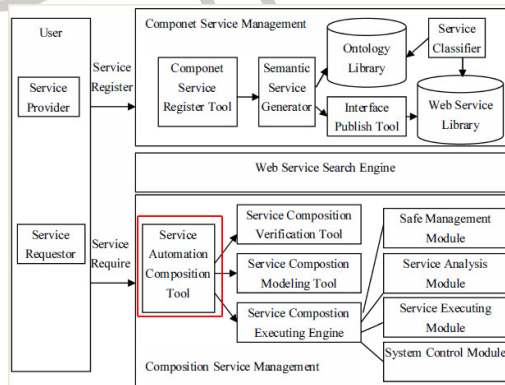 User
Service
Provider
Service
Requestor
Service
Register
Service
Require
Componet Service Management
Componet
Service
Register Tool
Semantic
Service
Generator
Ontology
Library
Interface
Publish Tool
Service
Classifier
Web Service
Library
Web Service Search Engine
Service
Automation
Composition
Tool
Service Composition
Verification Tool
Service Compostion
Modeling Tool
Service Compostion
Executing Engine
Safe Management
Module
Service Analysis
Module
Service Executing
Module
System Control Module
Composition Service Management